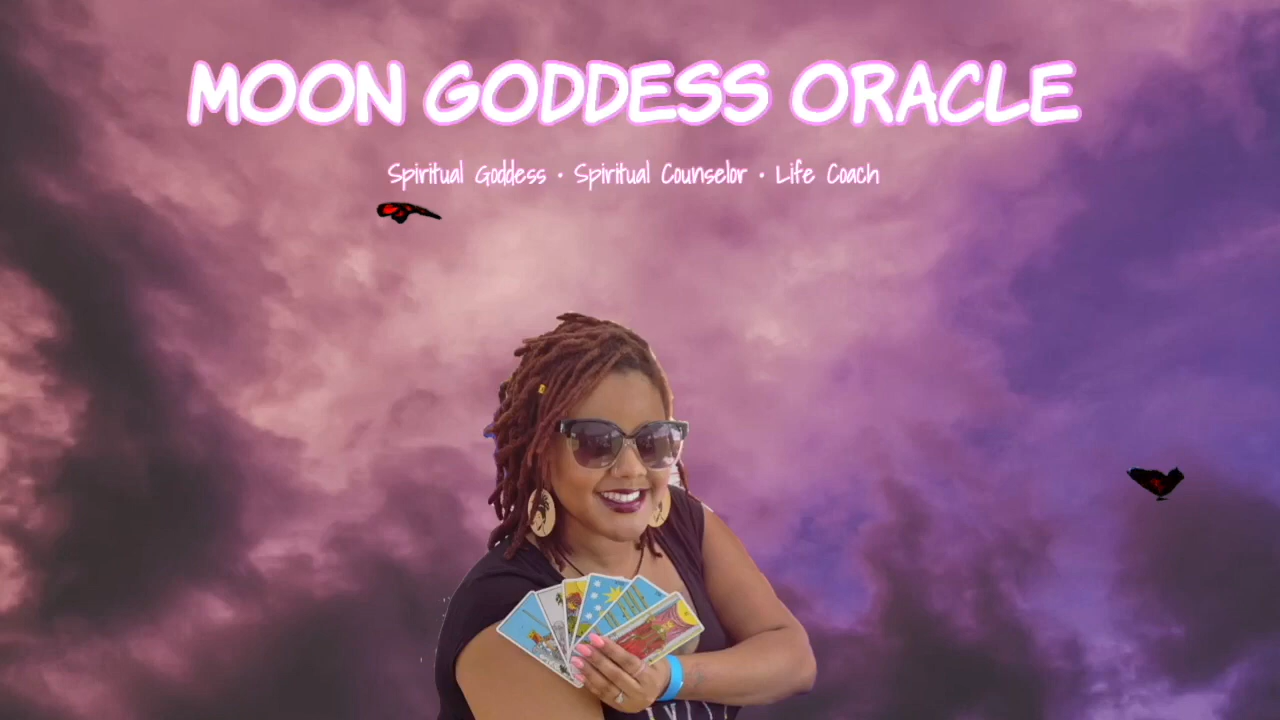 MOON GODDESS ORACLE
Spiritual Goddess • Spiritual Counselor • Life Coach